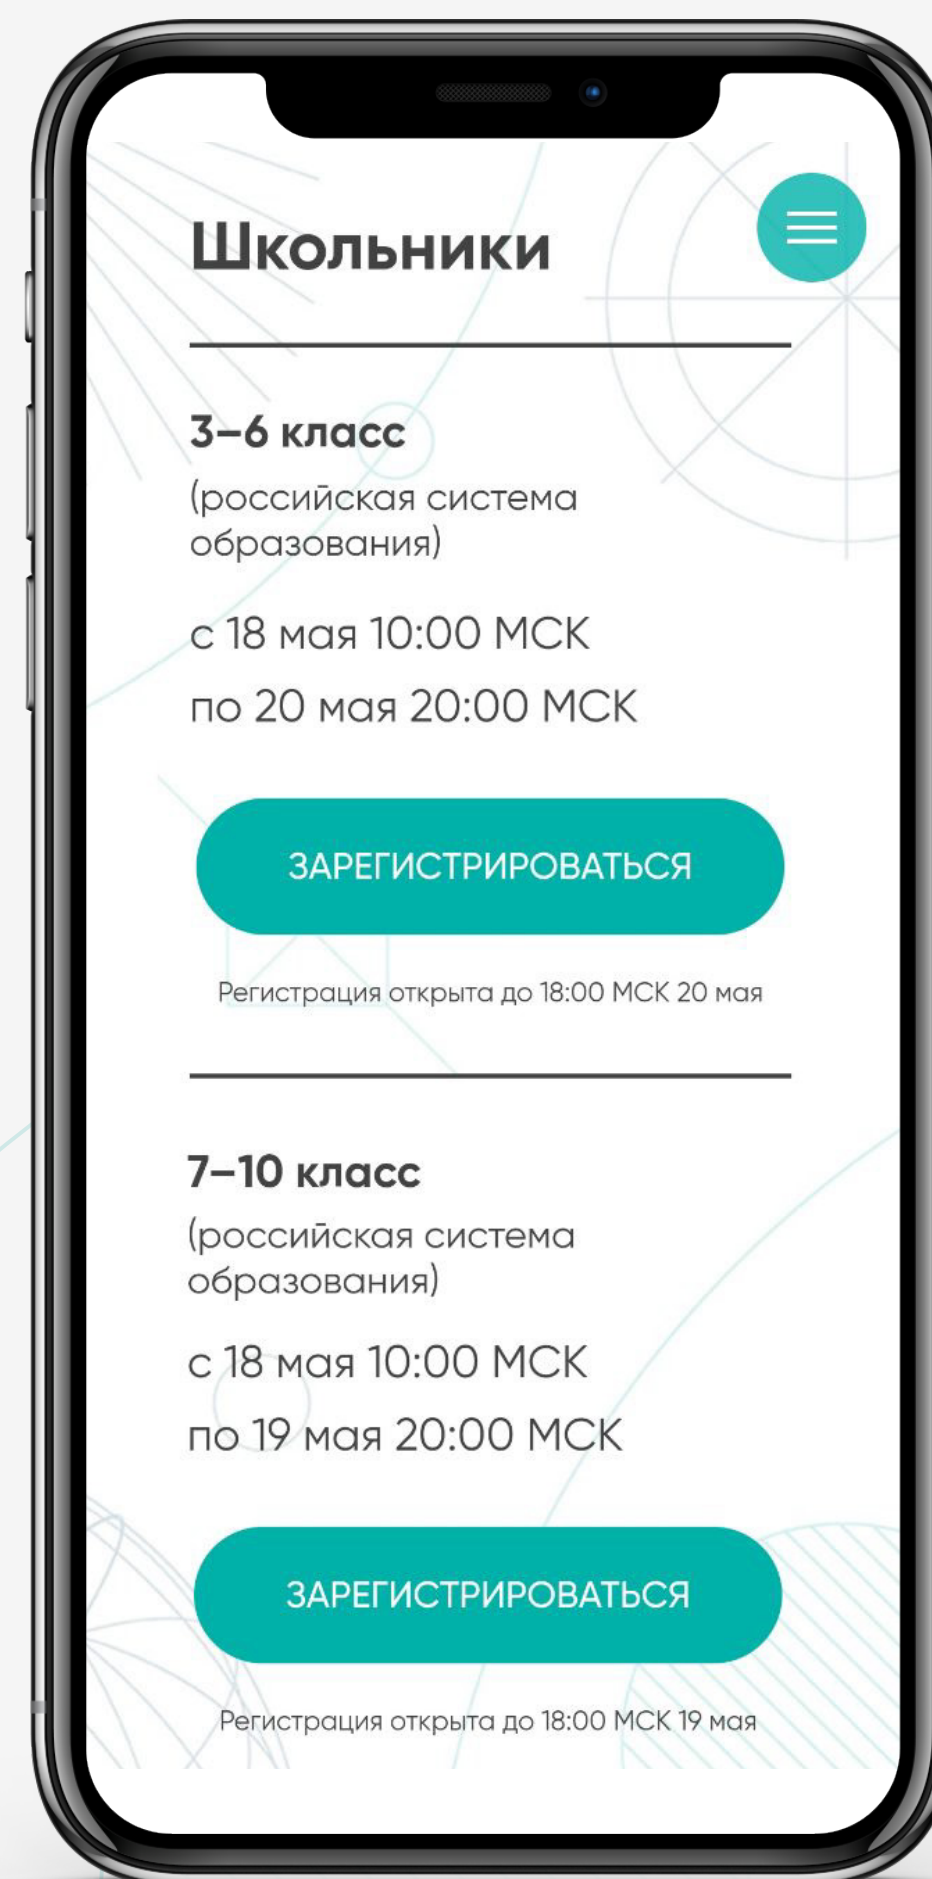 Школьники
3–6 класс
(российская система
образования)
с 18 мая 10:00 МСК
по 20 мая 20:00 МСК
ЗАРЕГИСТРИРОВАТЬСЯ
Регистрация открыта до 18:00 МСК 20 мая
7–10 класс
(российская система
образования)
с 18 мая 10:00 МСК
по 19 мая 20:00 МСК
ЗАРЕГИСТРИРОВАТЬСЯ
Регистрация открыта до 18:00 МСК 19 мая